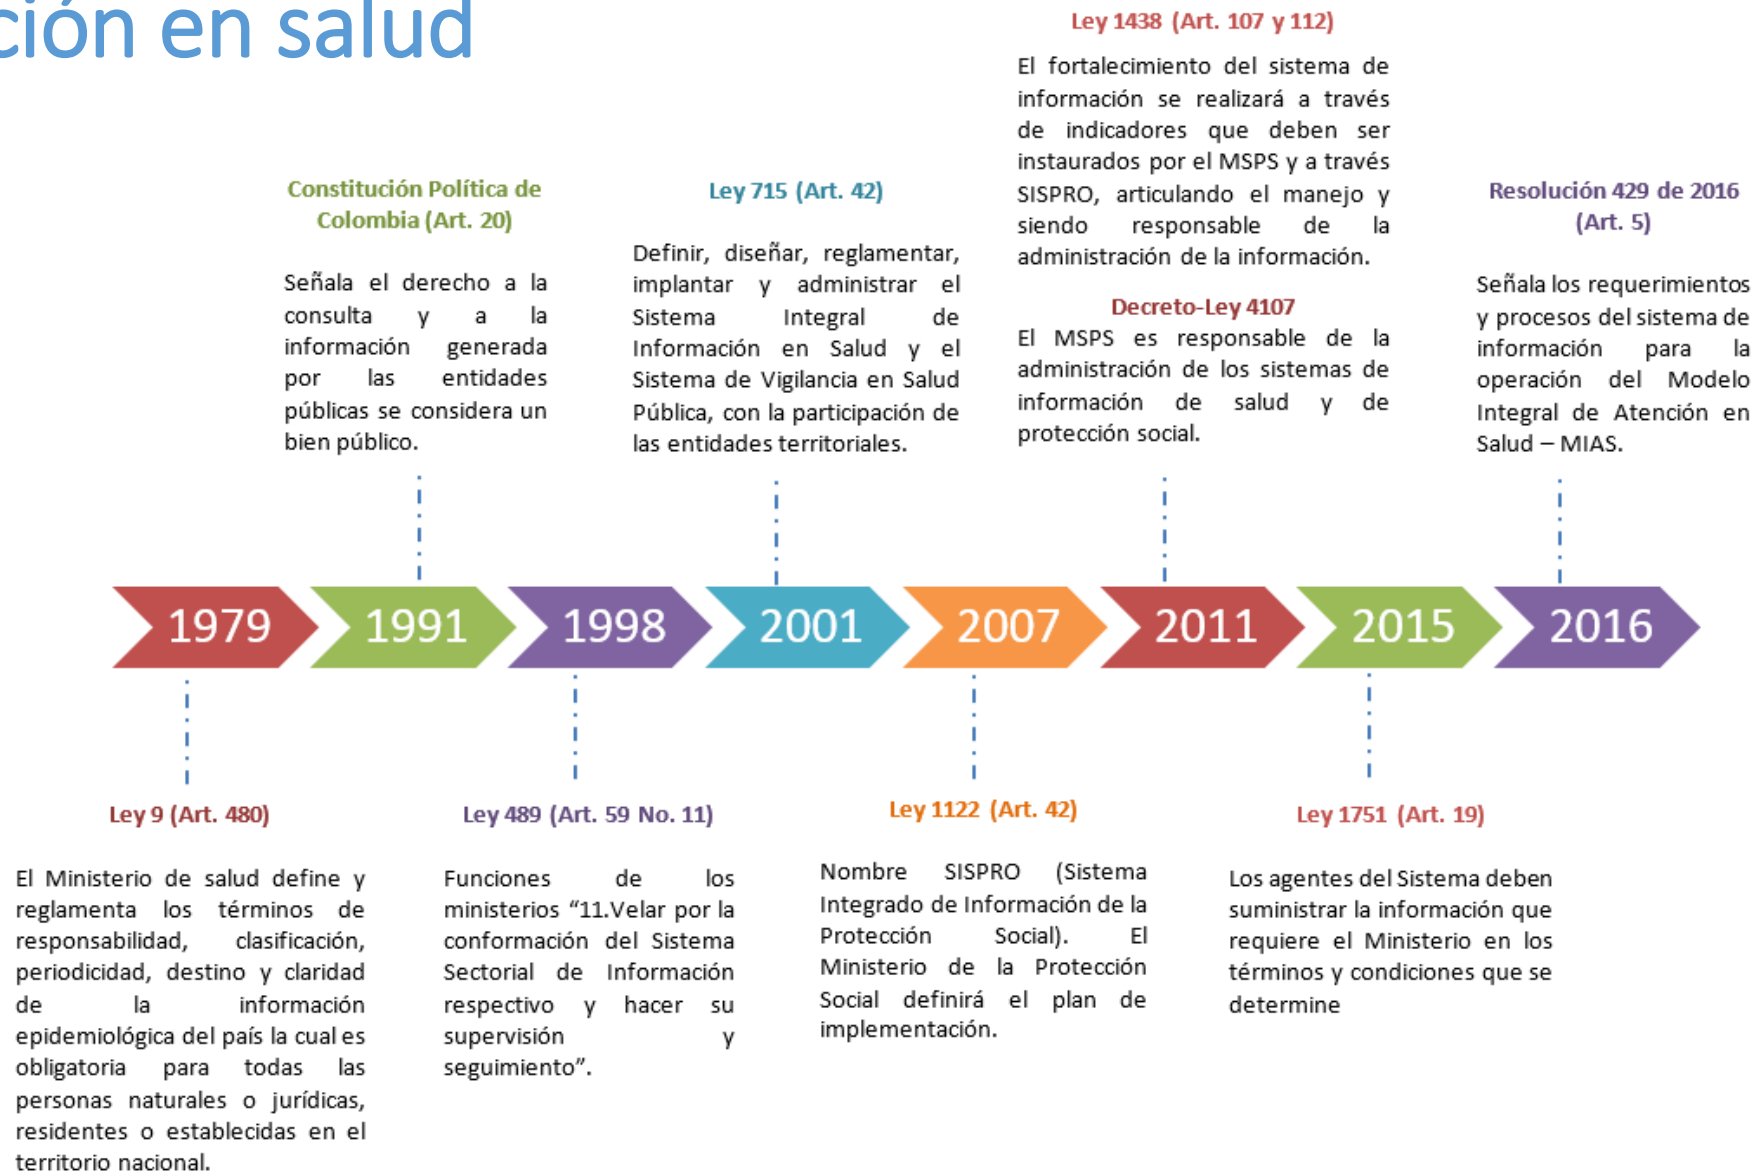 ción en salud
Ley 1438 (Art. 107 y 112)
El fortalecimiento del sistema de
información se realizará a través
de indicadores que deben ser
instaurados por el MSPS y a través
SISPRO, articulando el manejo y
siendo responsable de la
administración de la información.
Decreto-Ley 4107
El MSPS es responsable de la
administración de los sistemas de
información de salud y de
protección social.
Constitución Política de
Colombia (Art. 20)
Señala el derecho a la
consulta y a la
información generada
por las entidades
públicas se considera un
bien público.
Ley 715 (Art. 42)
Definir, diseñar, reglamentar,
implantar y administrar el
Sistema Integral de
Información en Salud y el
Sistema de Vigilancia en Salud
Pública, con la participación de
las entidades territoriales.
Resolución 429 de 2016
(Art. 5)
Señala los requerimientos
y procesos del sistema de
información para la
operación del Modelo
Integral de Atención en
Salud – MIAS.
1979
1991
1998
2001
2007
2011
2015
2016
Ley 9 (Art. 480)
El Ministerio de salud define y
reglamenta los términos de
responsabilidad, clasificación,
periodicidad, destino y claridad
de la información
epidemiológica del país la cual es
obligatoria para todas las
personas naturales o jurídicas,
residentes o establecidas en el
territorio nacional.
Ley 489 (Art. 59 No. 11)
Funciones de los
ministerios “11.Velar por la
conformación del Sistema
Sectorial de Información
respectivo y hacer su
supervisión y
seguimiento”.
Ley 1122 (Art. 42)
Nombre SISPRO (Sistema
Integrado de Información de la
Protección Social). El
Ministerio de la Protección
Social definirá el plan de
implementación.
Ley 1751 (Art. 19)
Los agentes del Sistema deben
suministrar la información que
requiere el Ministerio en los
términos y condiciones que se
determine